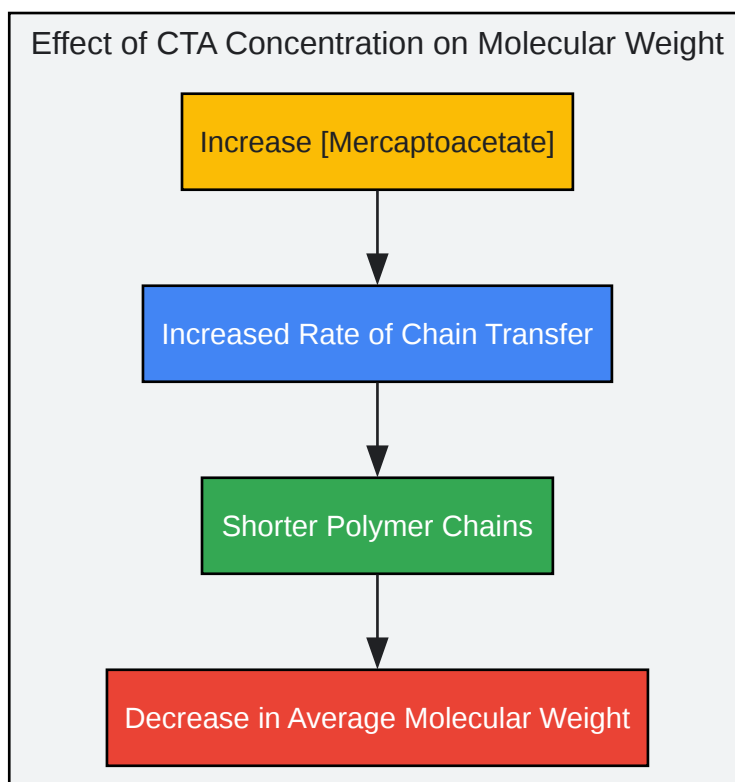 Effect of CTA Concentration on Molecular Weight
Increase [Mercaptoacetate]
Increased Rate of Chain Transfer
Shorter Polymer Chains
Decrease in Average Molecular Weight